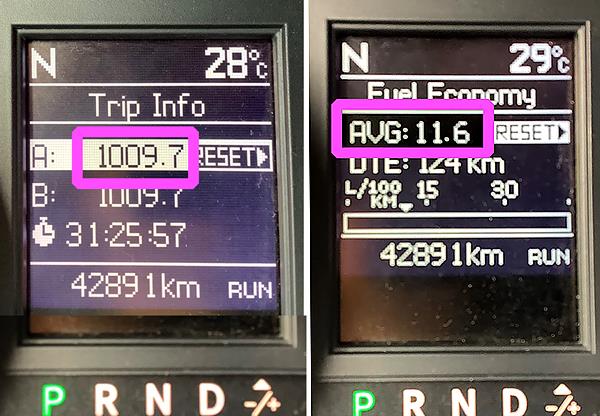 N 28°C
Trip Info
A: 1009.7 RESET
B: 1009.7
31:25:57
42891km RUN
P R N D -/+
N 29°C
Fuel Economy
AVG: 11.6 RESET
DTE: 124 km
L/100 KM 15 30
42891km RUN
P R N D -/+